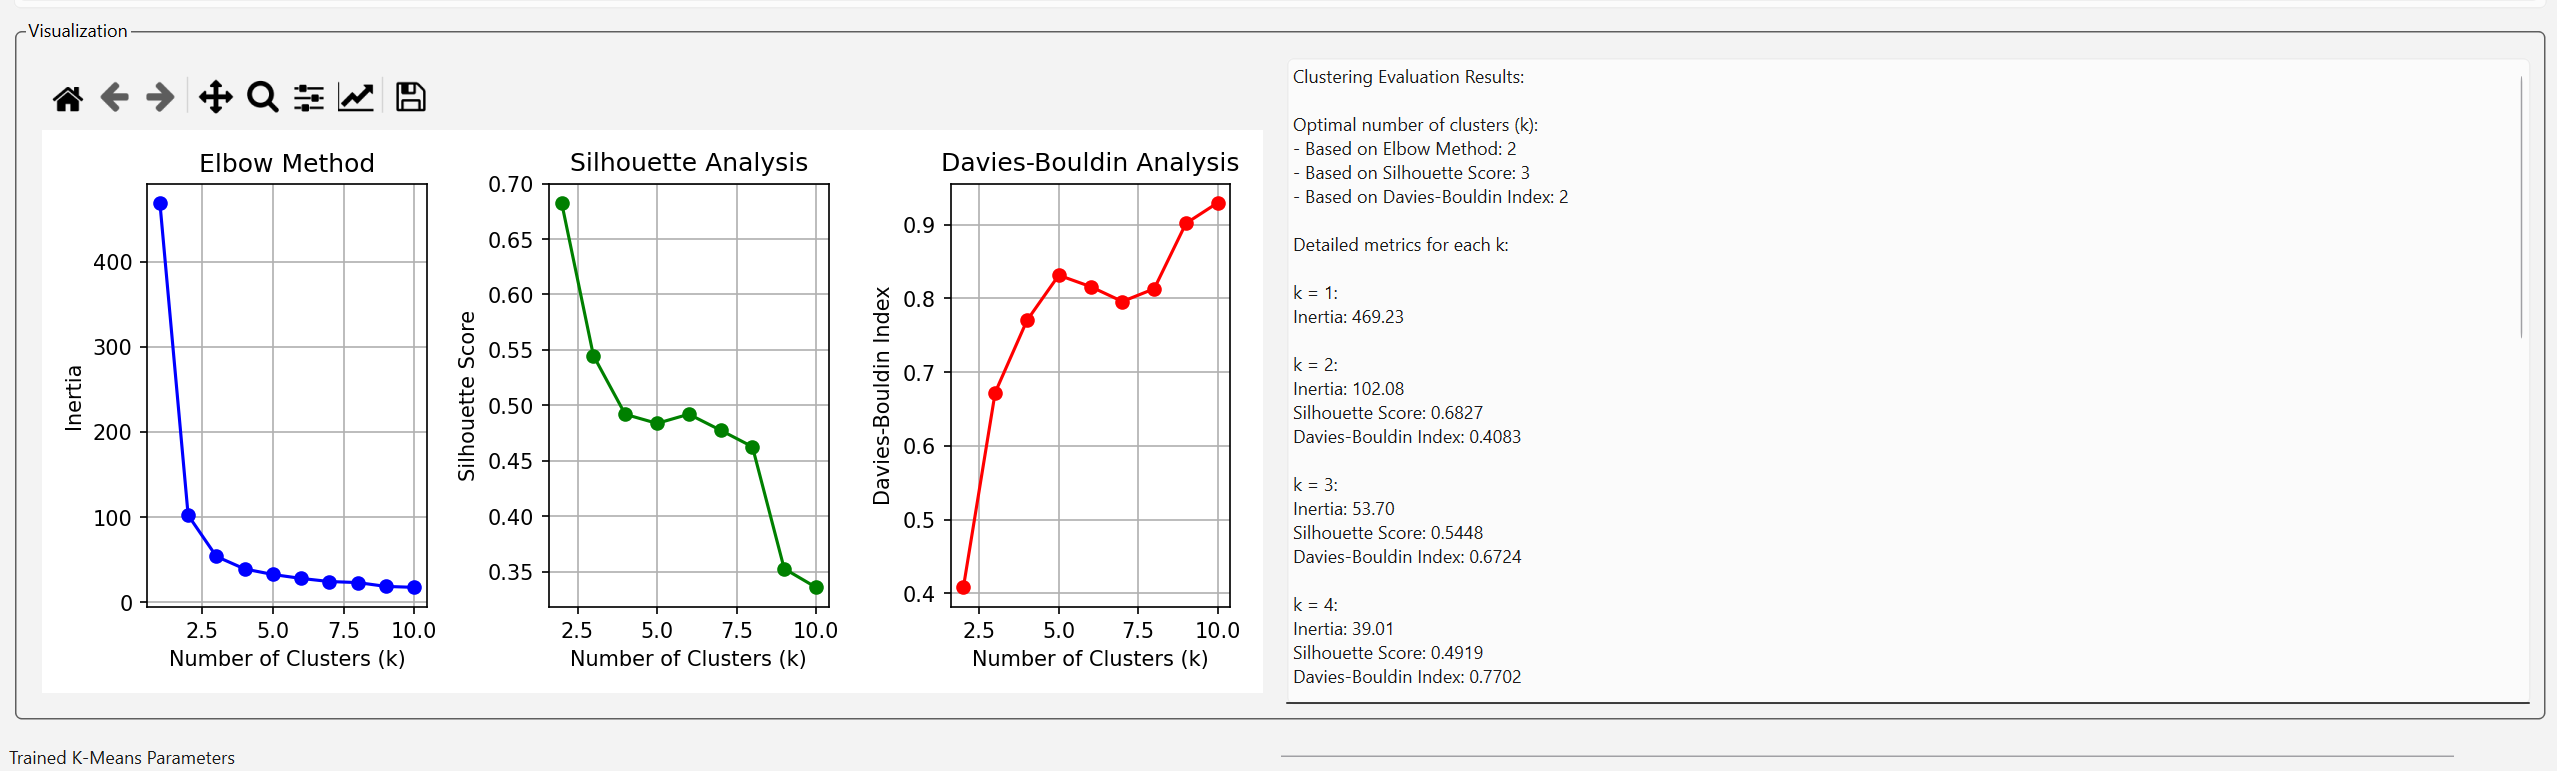 Visualization
Elbow Method
400
300
200
100
0
Inertia
2.5 5.0 7.5 10.0
Number of Clusters (k)
Silhouette Analysis
0.70
0.65
0.60
0.55
0.50
0.45
0.40
0.35
Silhouette Score
2.5 5.0 7.5 10.0
Number of Clusters (k)
Davies-Bouldin Analysis
0.9
0.8
0.7
0.6
0.5
0.4
Davies-Bouldin Index
2.5 5.0 7.5 10.0
Number of Clusters (k)
Clustering Evaluation Results:
Optimal number of clusters (k):
- Based on Elbow Method: 2
- Based on Silhouette Score: 3
- Based on Davies-Bouldin Index: 2
Detailed metrics for each k:
k = 1:
Inertia: 469.23
k = 2:
Inertia: 102.08
Silhouette Score: 0.6827
Davies-Bouldin Index: 0.4083
k = 3:
Inertia: 53.70
Silhouette Score: 0.5448
Davies-Bouldin Index: 0.6724
k = 4:
Inertia: 39.01
Silhouette Score: 0.4919
Davies-Bouldin Index: 0.7702
Trained K-Means Parameters